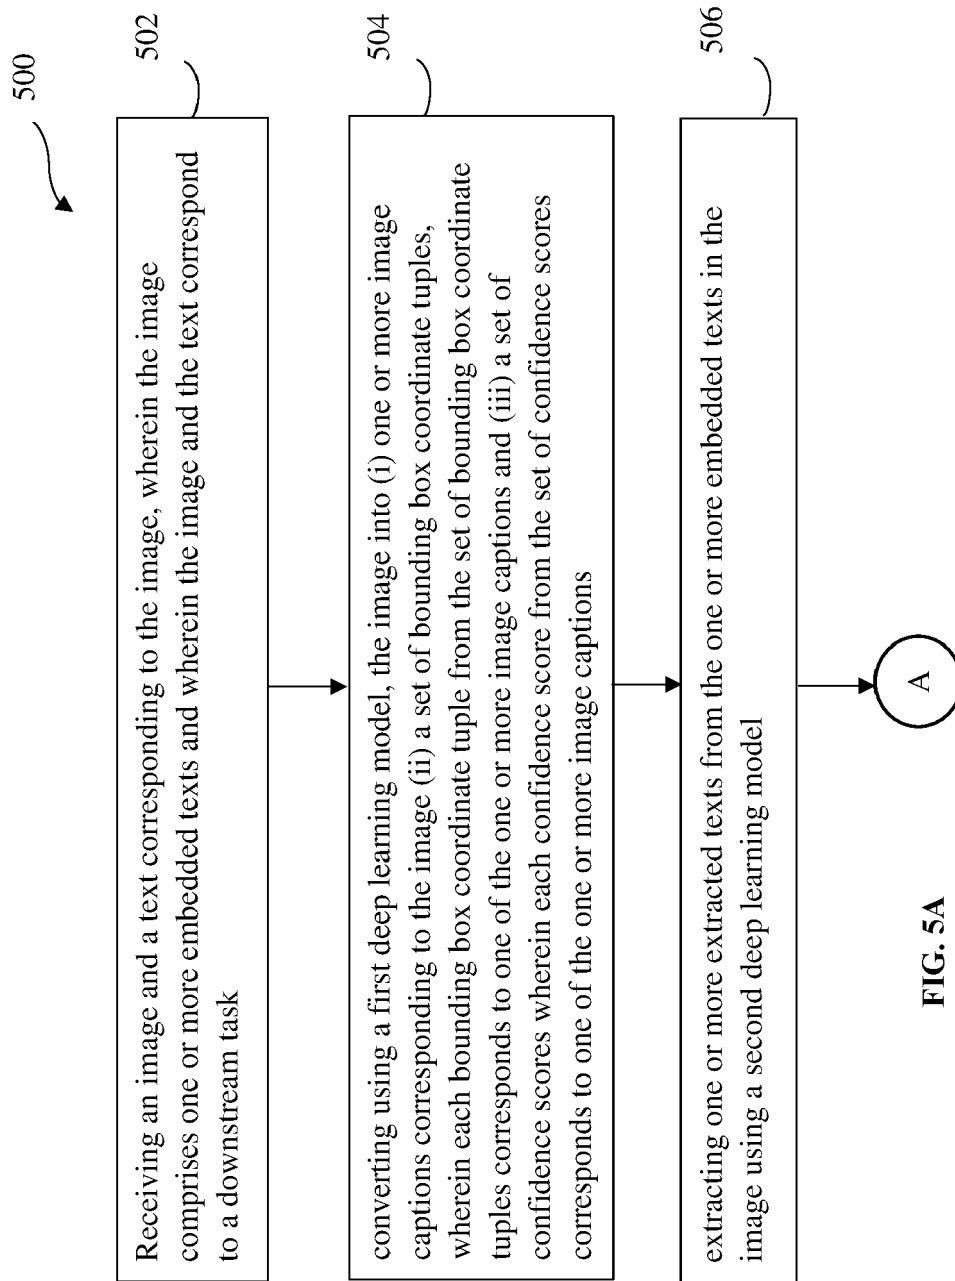 500
502
Receiving an image and a text corresponding to the image, wherein the image
comprises one or more embedded texts and wherein the image and the text correspond
to a downstream task
504
converting using a first deep learning model, the image into (i) one or more image
captions corresponding to the image (ii) a set of bounding box coordinate tuples,
wherein each bounding box coordinate tuple from the set of bounding box coordinate
tuples corresponds to one of the one or more image captions and (iii) a set of
confidence scores wherein each confidence score from the set of confidence scores
corresponds to one of the one or more image captions
506
extracting one or more extracted texts from the one or more embedded texts in the
image using a second deep learning model
A
FIG. 5A